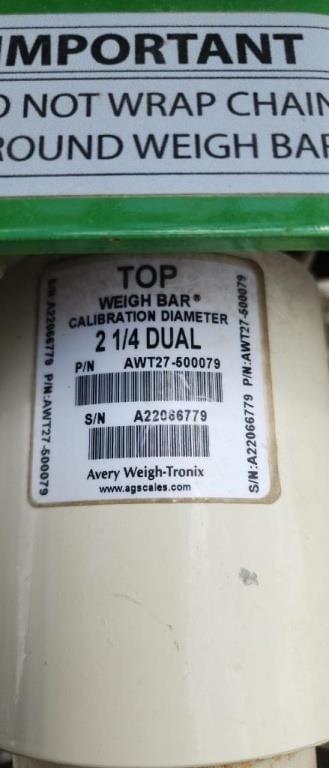 IMPORTANT
O NOT WRAP CHAIN
ROUND WEIGH BAR
TOP
WEIGH BAR®
CALIBRATION DIAMETER
2 1/4 DUAL
P/N AWT27-500079
S/N A22066779
Avery Weigh-Tronix
www.agscales.com
S/N:A22066779 P/N:AWT27-500079
S/N:A22066779 P/N:AWT27-500079